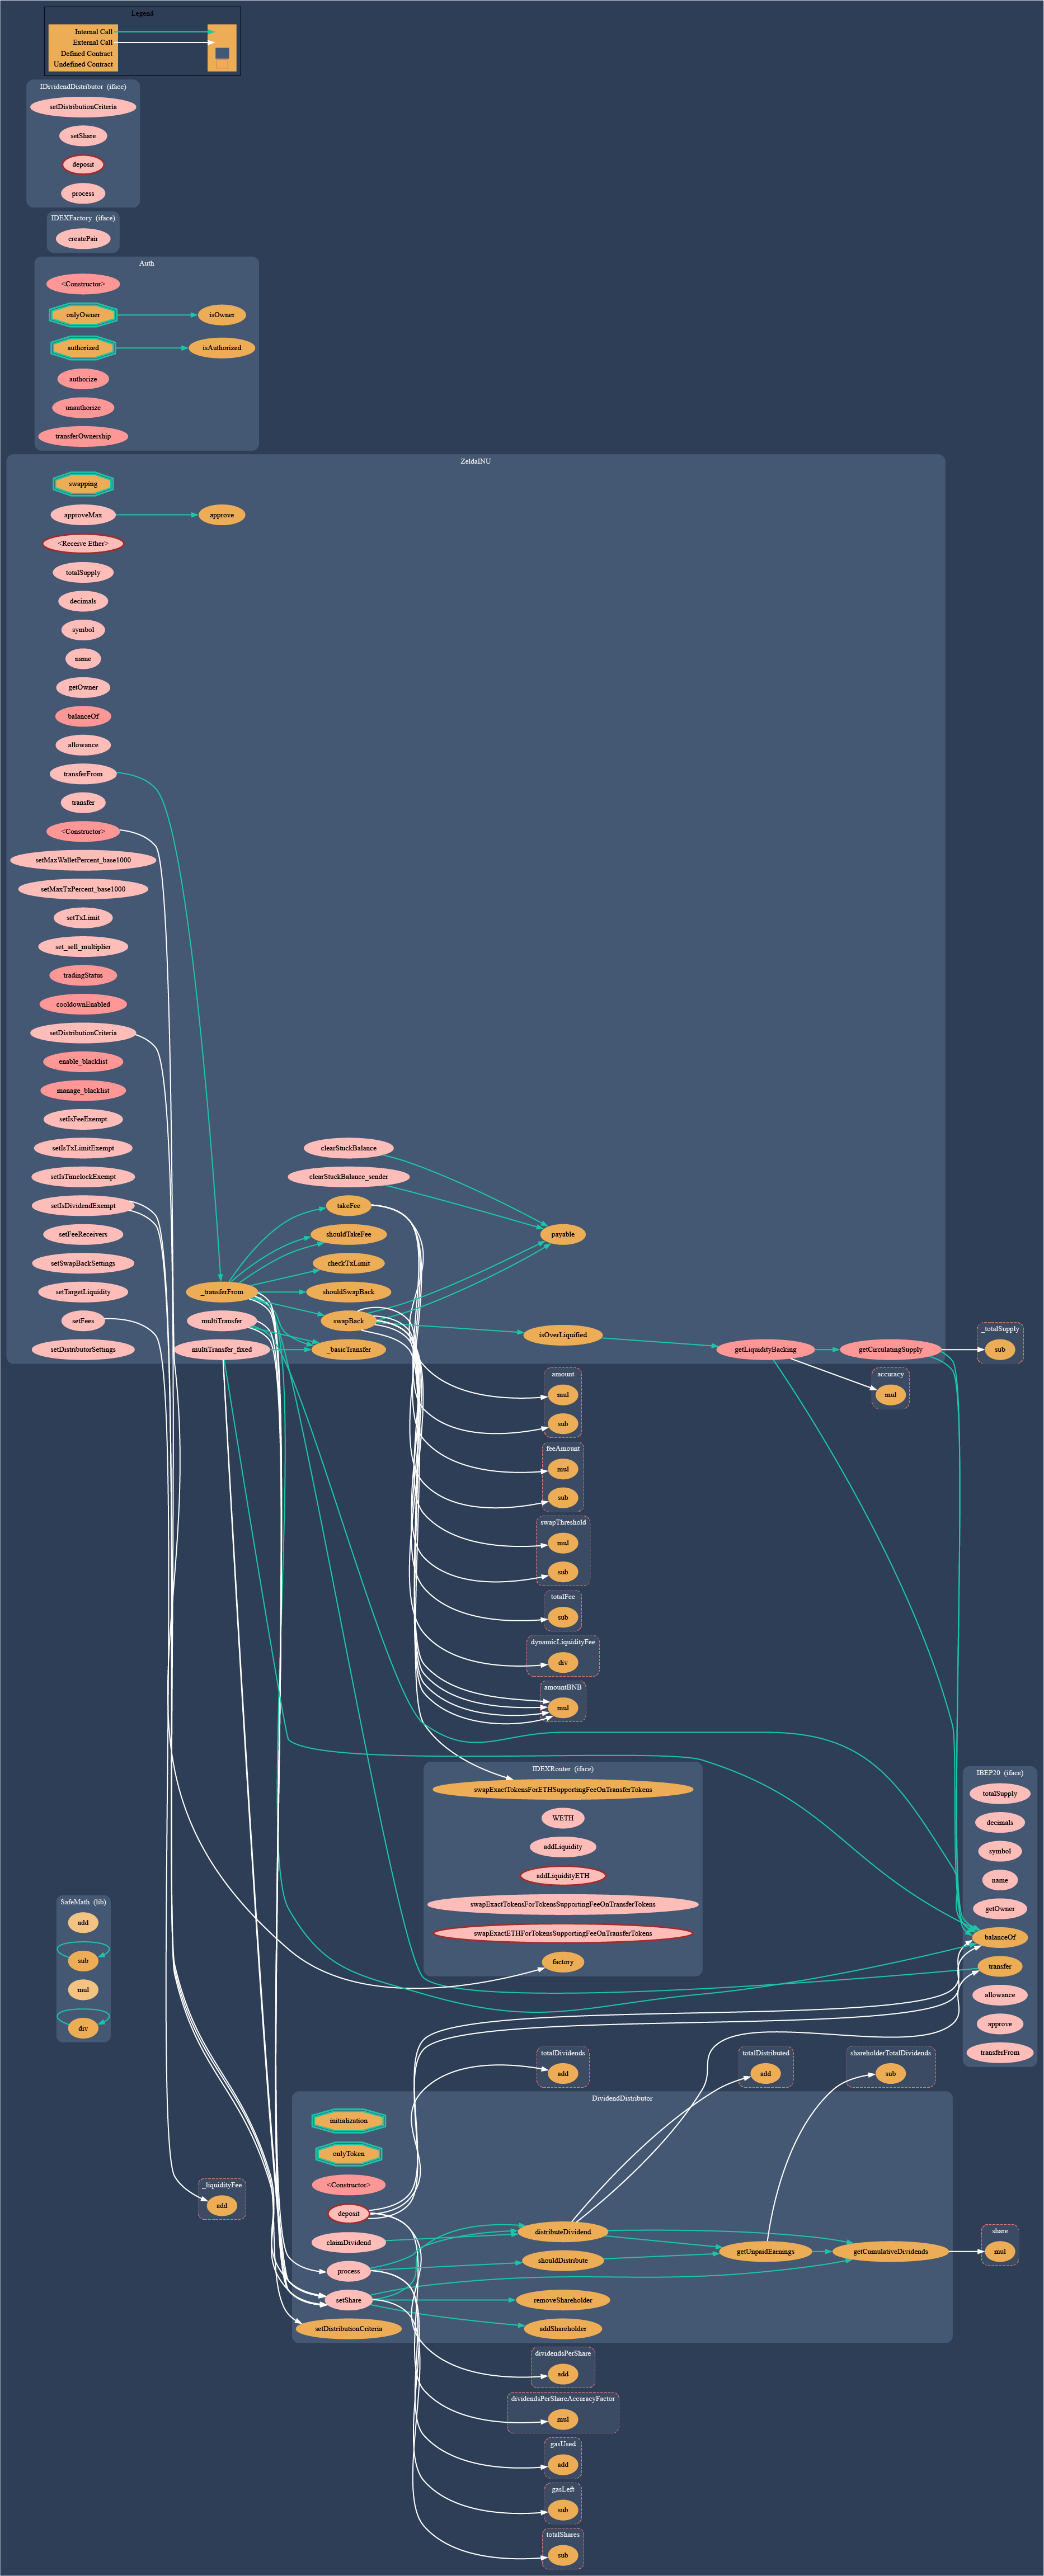 Legend
Internal Call
External Call
Defined Contract
Undefined Contract
IDividendDistributor (iface)
setDistributionCriteria
setShare
deposit
process
IDEXFactory (iface)
createPair
Auth
<Constructor>
onlyOwner
isOwner
authorized
isAuthorized
authorize
unauthorize
transferOwnership
ZeldaINU
swapping
approveMax
approve
<Receive Ether>
totalSupply
decimals
symbol
name
getOwner
balanceOf
allowance
transferFrom
transfer
<Constructor>
setMaxWalletPercent_base1000
setMaxTxPercent_base1000
setTxLimit
set_sell_multiplier
tradingStatus
cooldownEnabled
setDistributionCriteria
enable_blacklist
manage_blacklist
setIsFeeExempt
setIsTxLimitExempt
setIsTimelockExempt
setIsDividendExempt
setFeeReceivers
setSwapBackSettings
setTargetLiquidity
setFees
setDistributorSettings
_transferFrom
multiTransfer
multiTransfer_fixed
clearStuckBalance
clearStuckBalance_sender
takeFee
shouldTakeFee
checkTxLimit
shouldSwapBack
swapBack
_basicTransfer
payable
isOverLiquified
getLiquidityBacking
getCirculatingSupply
_totalSupply
sub
accuracy
mul
amount
mul
sub
feeAmount
mul
sub
swapThreshold
mul
sub
totalFee
sub
dynamicLiquidityFee
div
amountBNB
mul
IDEXRouter (iface)
swapExactTokensForETHSupportingFeeOnTransferTokens
WETH
addLiquidity
addLiquidityETH
swapExactTokensForTokensSupportingFeeOnTransferTokens
swapExactETHForTokensSupportingFeeOnTransferTokens
factory
IBEP20 (iface)
totalSupply
decimals
symbol
name
getOwner
balanceOf
transfer
allowance
approve
transferFrom
SafeMath (lib)
add
sub
mul
div
totalDividends
add
totalDistributed
add
shareholderTotalDividends
sub
DividendDistributor
initialization
onlyToken
<Constructor>
deposit
claimDividend
process
setShare
setDistributionCriteria
distributeDividend
shouldDistribute
removeShareholder
addShareholder
getUnpaidEarnings
getCumulativeDividends
_liquidityFee
add
share
mul
dividendsPerShare
add
dividendsPerShareAccuracyFactor
mul
gasUsed
add
gasLeft
sub
totalShares
sub